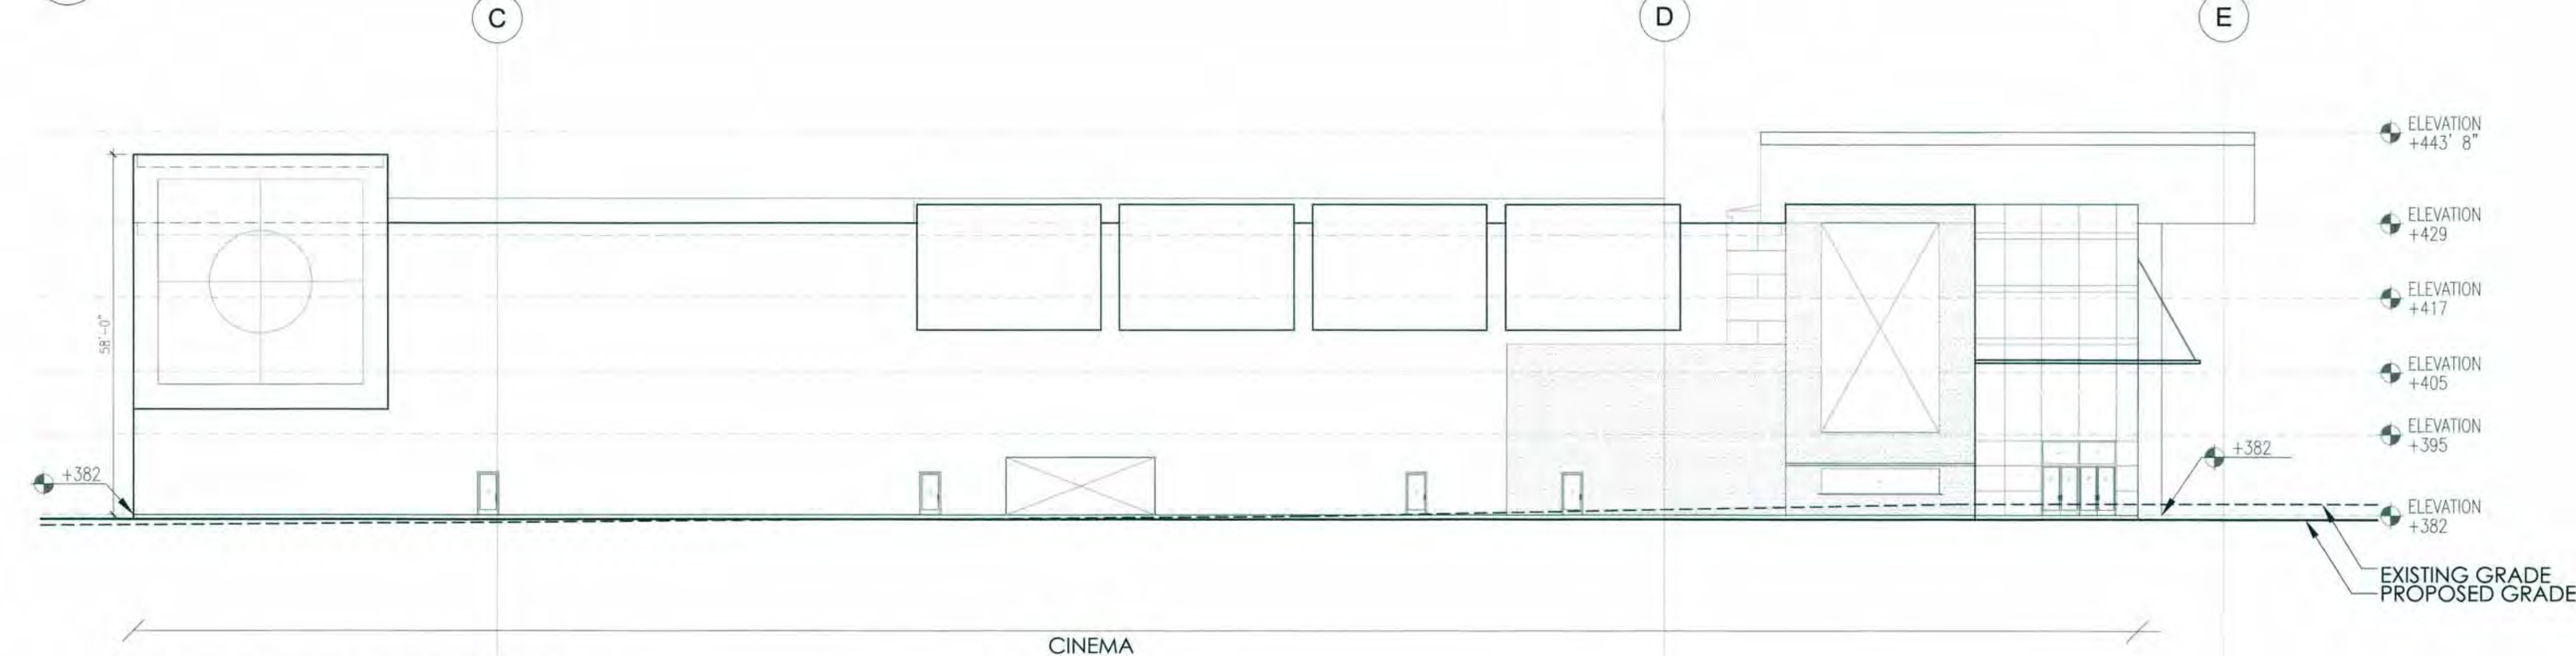 C
D
E
ELEVATION
+443' 8"
ELEVATION
+429
ELEVATION
+417
58'-0"
ELEVATION
+405
ELEVATION
+395
+382
+382
ELEVATION
+382
EXISTING GRADE
PROPOSED GRADE
CINEMA